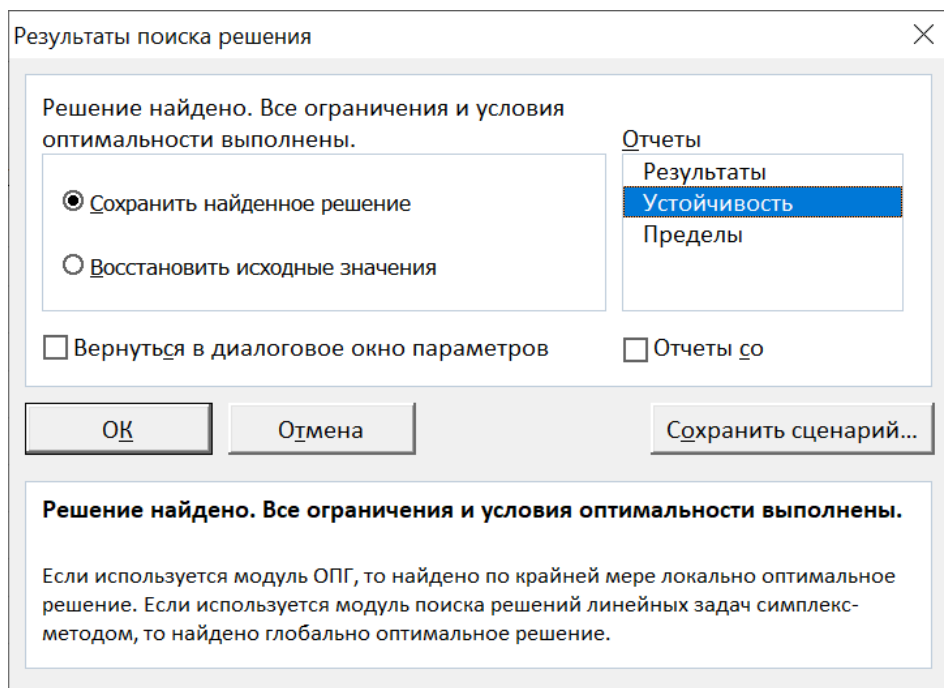 Результаты поиска решения
Решение найдено. Все ограничения и условия
оптимальности выполнены.
Сохранить найденное решение
Восстановить исходные значения
Отчеты
Результаты
Устойчивость
Пределы
Вернуться в диалоговое окно параметров
Отчеты со
ОК
Отмена
Сохранить сценарий...
Решение найдено. Все ограничения и условия оптимальности выполнены.
Если используется модуль ОПГ, то найдено по крайней мере локально оптимальное
решение. Если используется модуль поиска решений линейных задач симплекс-
методом, то найдено глобально оптимальное решение.